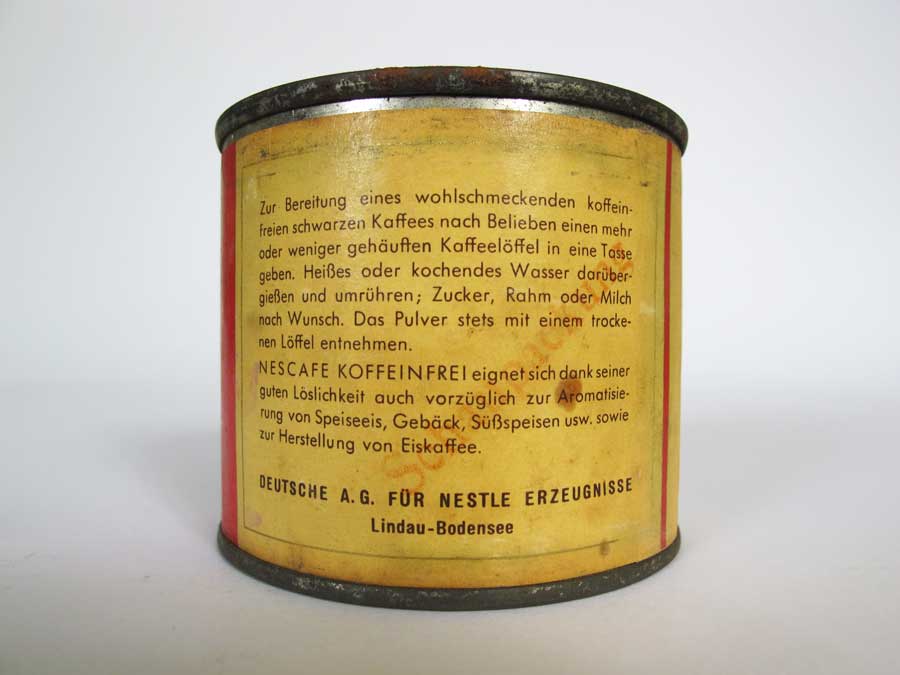 Zur Bereitung eines wohlschmeckenden koffein-
freien schwarzen Kaffees nach Belieben einen mehr
oder weniger gehäuften Kaffeelöffel in eine Tasse
geben. Heißes oder kochendes Wasser darüber-
gießen und umrühren; Zucker, Rahm oder Milch
nach Wunsch. Das Pulver stets mit einem trocke-
nen Löffel entnehmen.
NESCAFE KOFFEINFREI eignet sich dank seiner
guten Löslichkeit auch vorzüglich zur Aromatisie-
rung von Speiseeis, Gebäck, Süßspeisen usw. sowie
zur Herstellung von Eiskaffee.
DEUTSCHE A.G. FÜR NESTLE ERZEUGNISSE
Lindau-Bodensee
Schaupackung